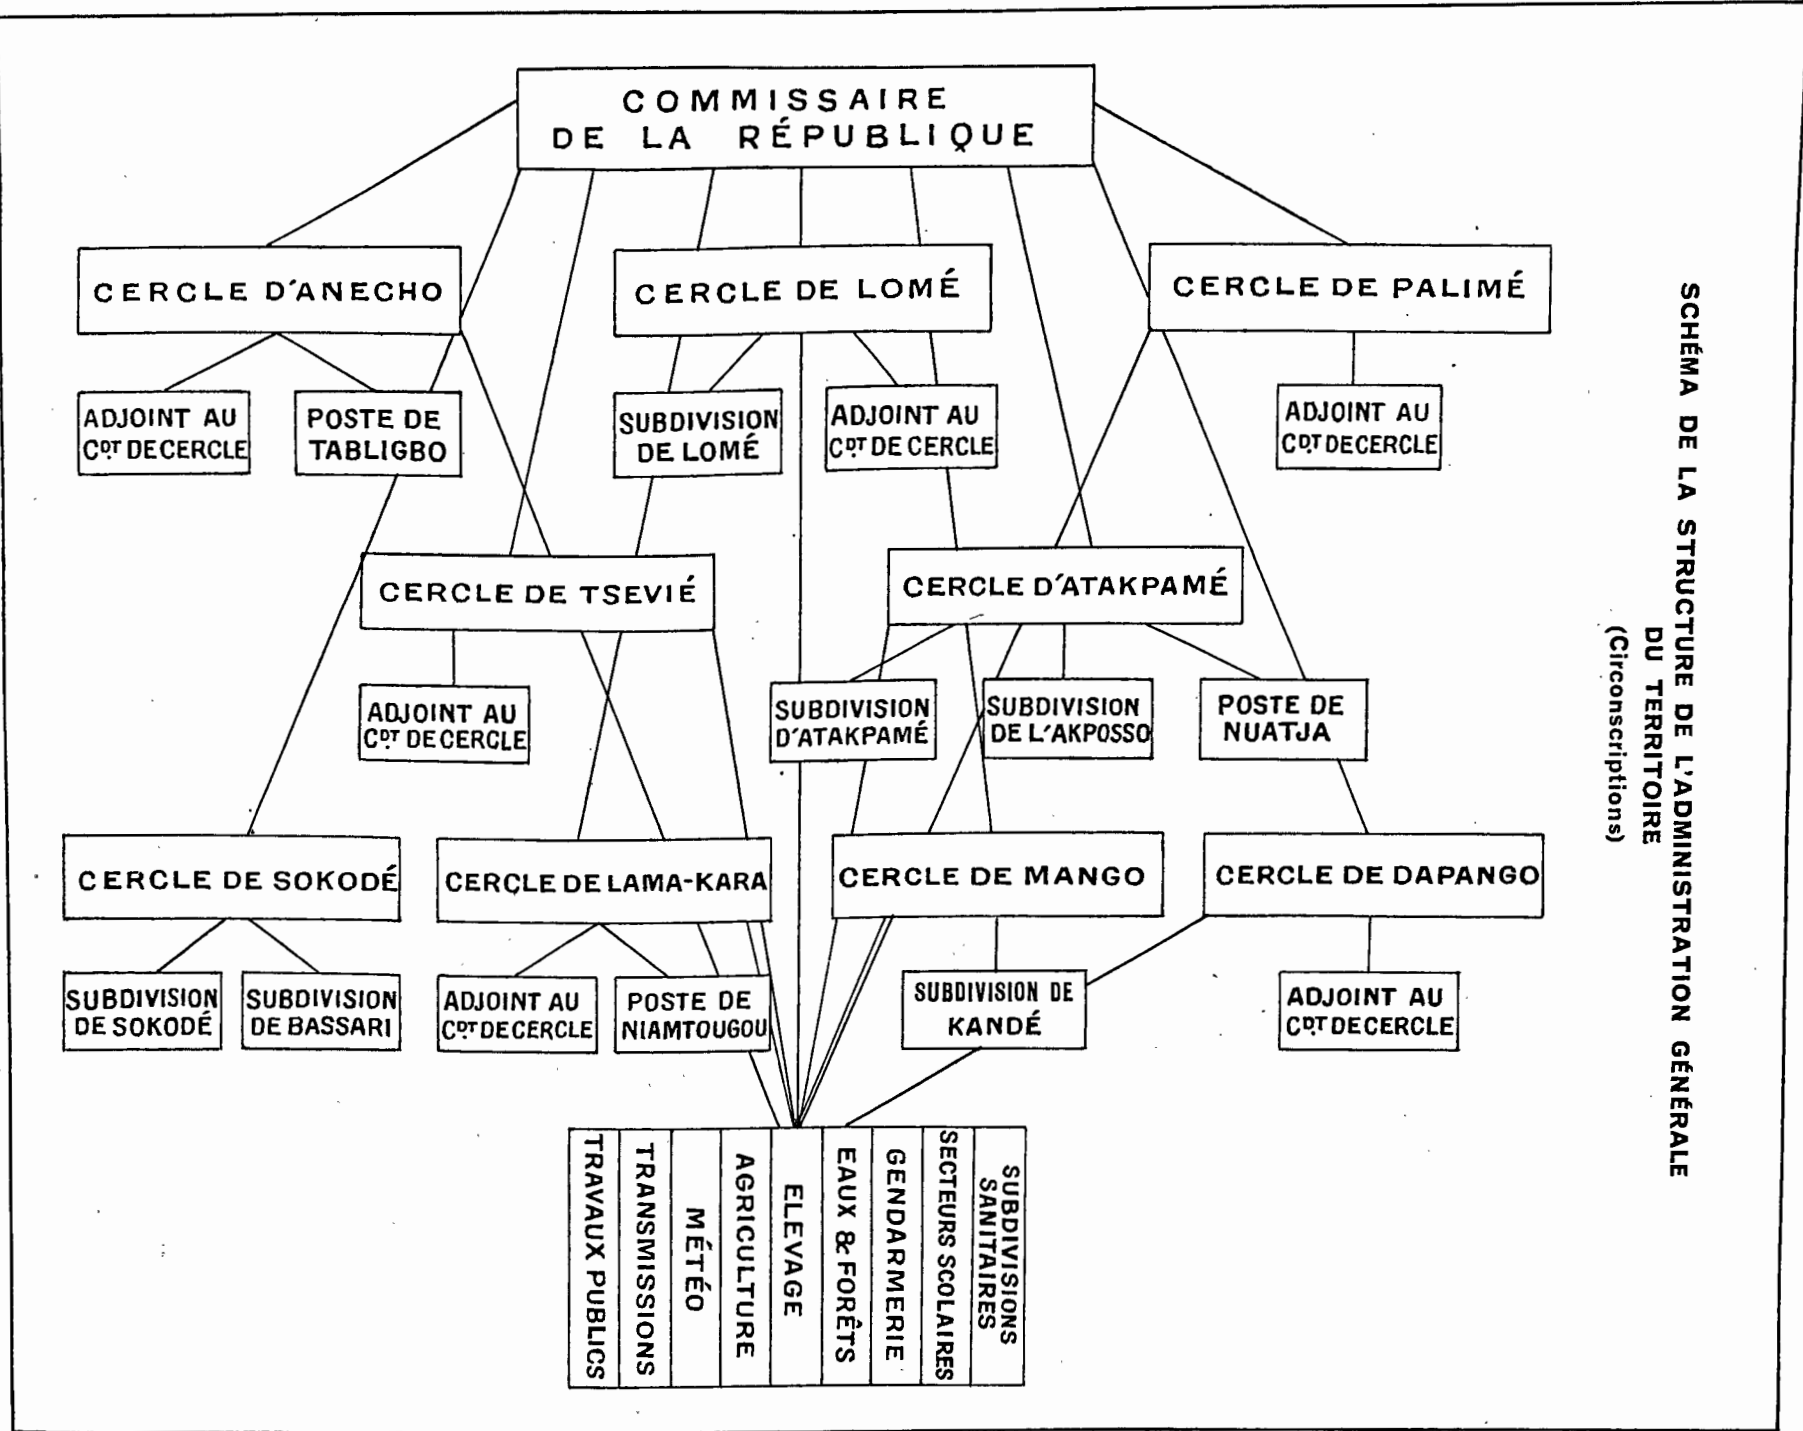 SCHÉMA DE LA STRUCTURE DE L'ADMINISTRATION GÉNÉRALE
DU TERRITOIRE
(Circonscriptions)
COMMISSAIRE
DE LA RÉPUBLIQUE
CERCLE D'ANECHO
CERCLE DE LOMÉ
CERCLE DE PALIMÉ
ADJOINT AU
CDT DE CERCLE
POSTE DE
TABLIGBO
SUBDIVISION
DE LOMÉ
ADJOINT AU
CDT DE CERCLE
ADJOINT AU
CDT DE CERCLE
CERCLE DE TSEVIÉ
CERCLE D'ATAKPAMÉ
ADJOINT AU
CDT DE CERCLE
SUBDIVISION
D'ATAKPAMÉ
SUBDIVISION
DE L'AKPOSSO
POSTE DE
NUATJA
CERCLE DE SOKODÉ
CERCLE DE LAMA-KARA
CERCLE DE MANGO
CERCLE DE DAPANGO
SUBDIVISION
DE SOKODÉ
SUBDIVISION
DE BASSARI
ADJOINT AU
CDT DE CERCLE
POSTE DE
NIAMTOUGOU
SUBDIVISION DE
KANDÉ
ADJOINT AU
CDT DE CERCLE
TRAVAUX PUBLICS
TRANSMISSIONS
MÉTÉO
AGRICULTURE
ELEVAGE
EAUX & FORÊTS
GENDARMERIE
SECTEURS SCOLAIRES
SUBDIVISIONS
SANITAIRES